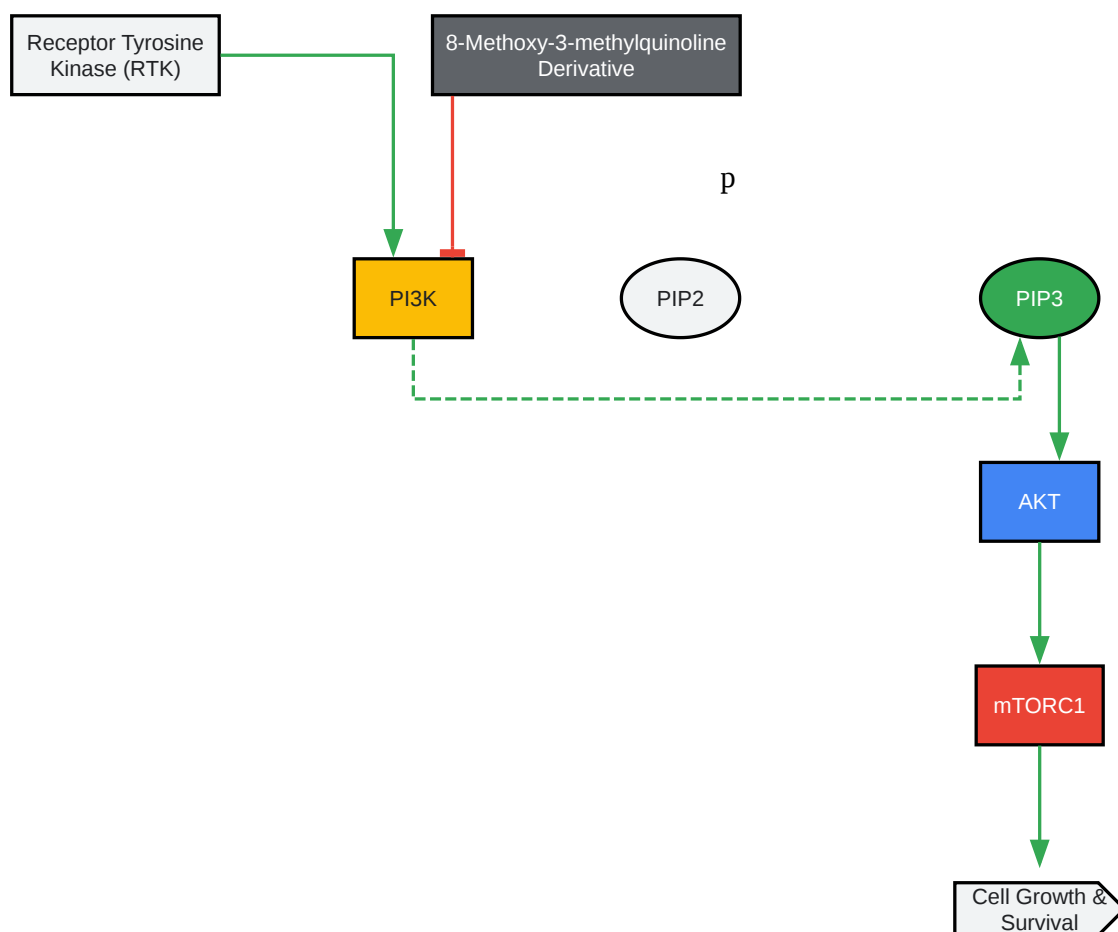 Receptor Tyrosine
Kinase (RTK)
8-Methoxy-3-methylquinoline
Derivative
p
PI3K
PIP2
PIP3
AKT
mTORC1
Cell Growth &
Survival